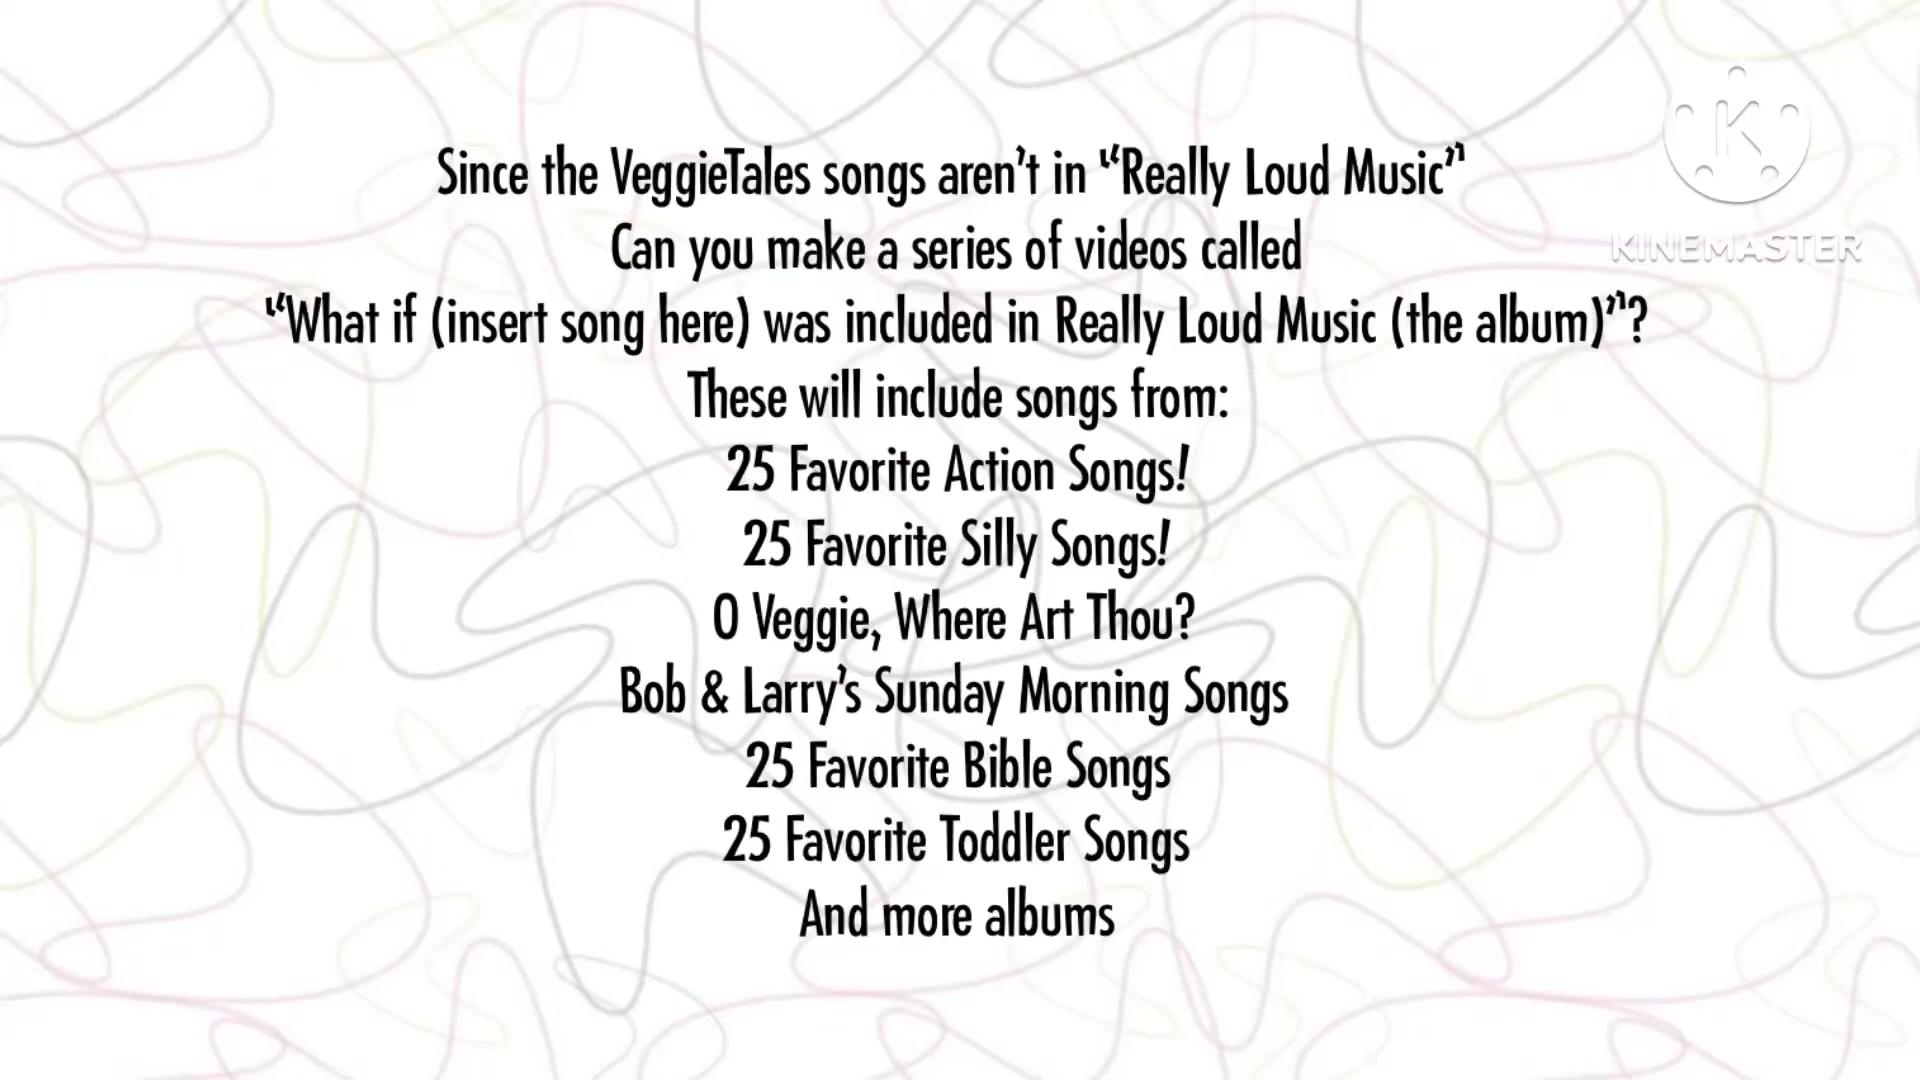 Since the VeggieTales songs aren't in “Really Loud Music”
Can you make a series of videos called
“What if (insert song here) was included in Really Loud Music (the album)”?
These will include songs from:
25 Favorite Action Songs!
25 Favorite Silly Songs!
O Veggie, Where Art Thou?
Bob & Larry's Sunday Morning Songs
25 Favorite Bible Songs
25 Favorite Toddler Songs
And more albums
K
KINEMASTER